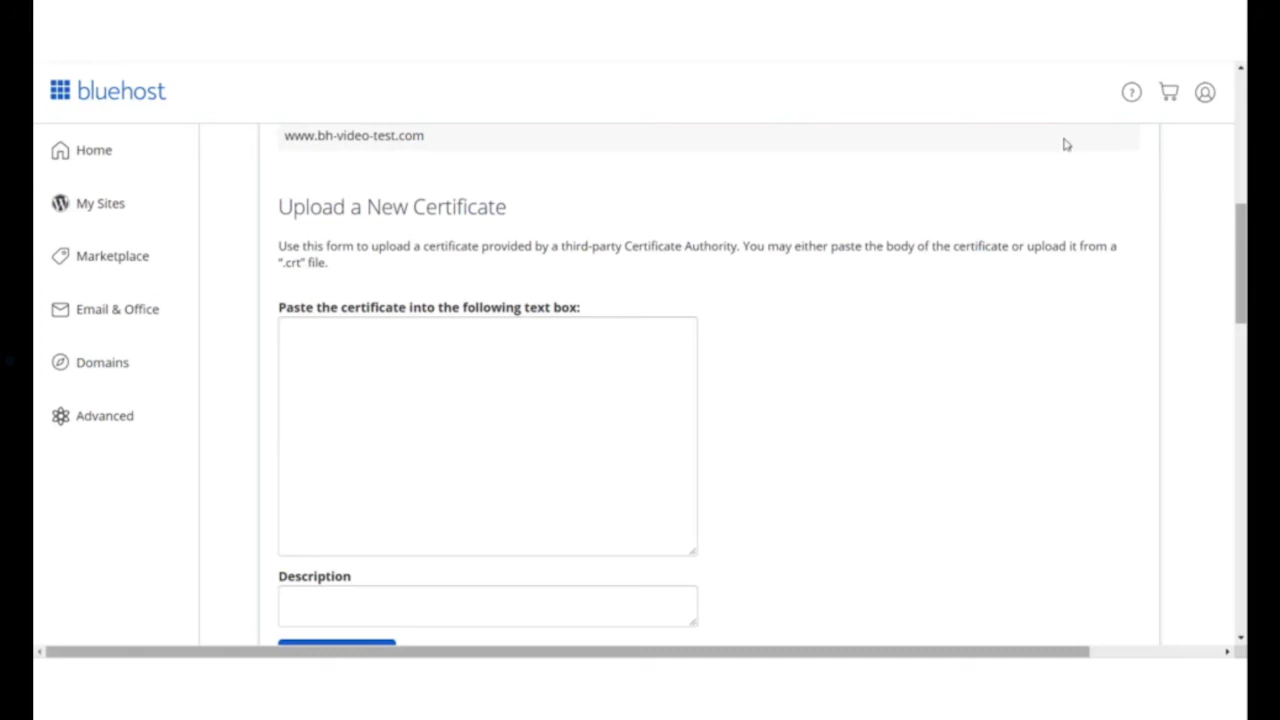 bluehost
www.bh-video-test.com
Home
My Sites
Marketplace
Email & Office
Domains
Advanced
Upload a New Certificate
Use this form to upload a certificate provided by a third-party Certificate Authority. You may either paste the body of the certificate or upload it from a
".crt" file.
Paste the certificate into the following text box:
Description